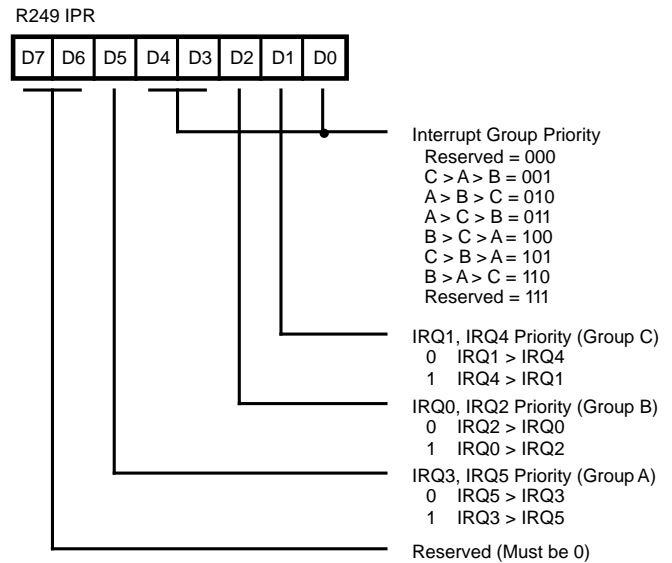 R249 IPR
D7 D6 D5 D4 D3 D2 D1 D0
Interrupt Group Priority
Reserved = 000
C > A > B = 001
A > B > C = 010
A > C > B = 011
B > C > A = 100
C > B > A = 101
B > A > C = 110
Reserved = 111
IRQ1, IRQ4 Priority (Group C)
0 IRQ1 > IRQ4
1 IRQ4 > IRQ1
IRQ0, IRQ2 Priority (Group B)
0 IRQ2 > IRQ0
1 IRQ0 > IRQ2
IRQ3, IRQ5 Priority (Group A)
0 IRQ5 > IRQ3
1 IRQ3 > IRQ5
Reserved (Must be 0)